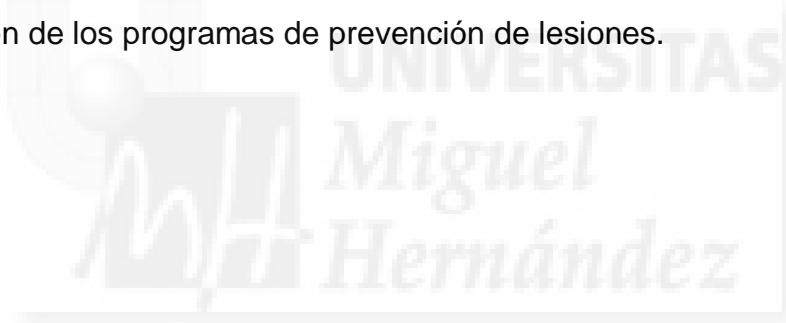 de los programas de prevención de lesiones.
UNIVERSITAS
Miguel
Hernández